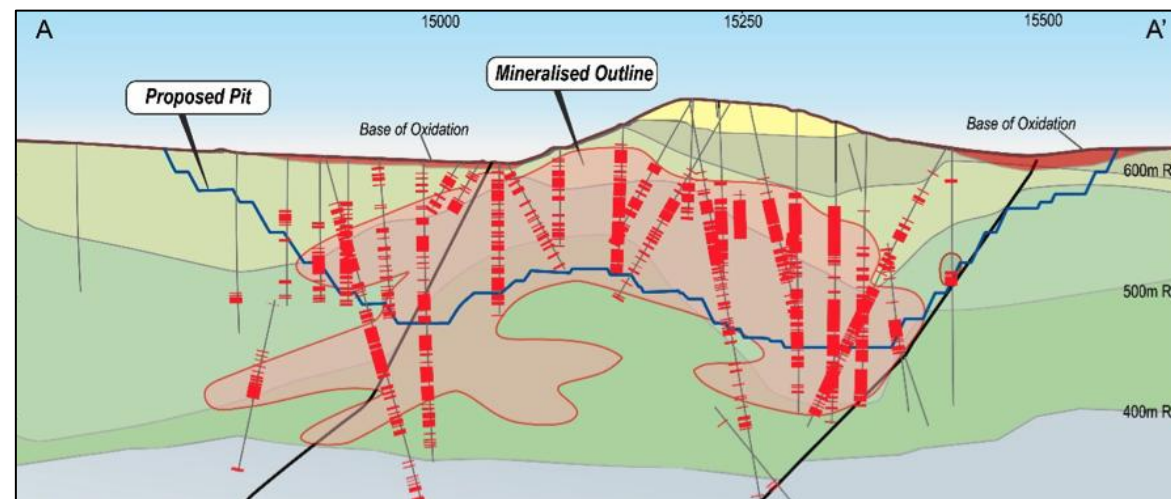 A
15000
15250
15500
A’
Mineralised Outline
Proposed Pit
Base of Oxidation
Base of Oxidation
600m R
500m R
400m R